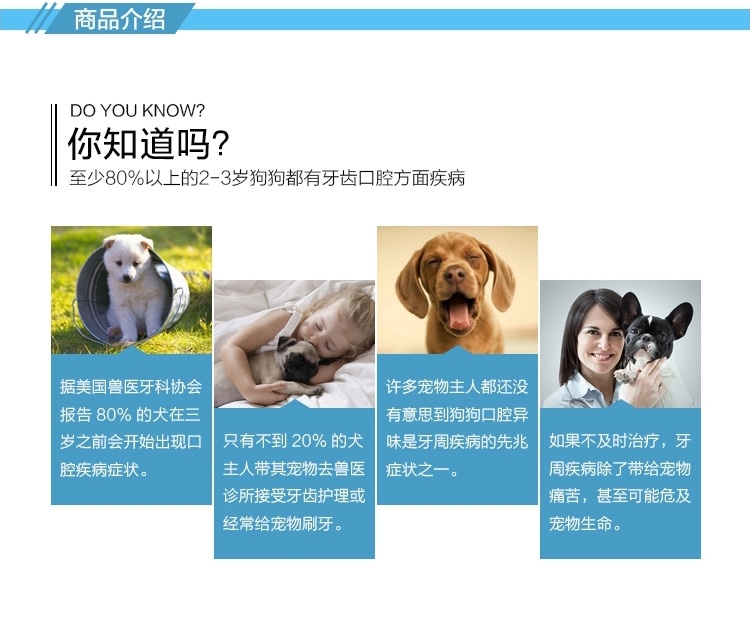 商品介绍
DO YOU KNOW?
你知道吗?
至少80%以上的2-3岁狗狗都有牙齿口腔方面疾病
据美国兽医牙科协会
报告 80% 的犬在三
岁之前会开始出现口
腔疾病症状。
只有不到 20% 的犬
主人带其宠物去兽医
诊所接受牙齿护理或
经常给宠物刷牙。
许多宠物主人都还没
有意思到狗狗口腔异
味是牙周疾病的先兆
症状之一。
如果不及时治疗，牙
周疾病除了带给宠物
痛苦，甚至可能危及
宠物生命。